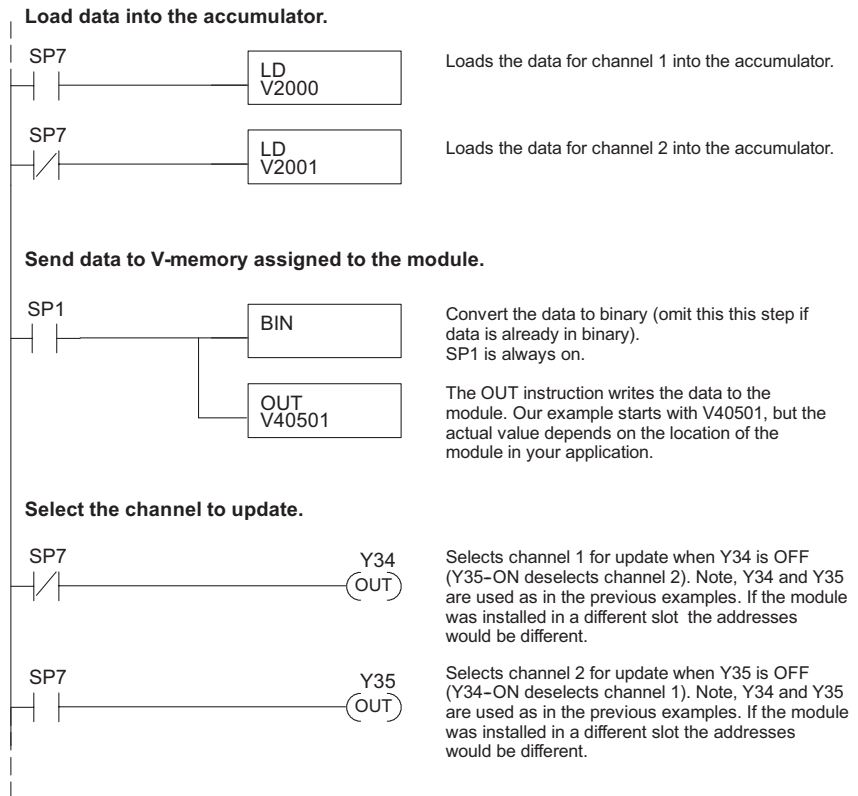 Load data into the accumulator.
SP7
LD
V2000
Loads the data for channel 1 into the accumulator.
SP7
LD
V2001
Loads the data for channel 2 into the accumulator.
Send data to V-memory assigned to the module.
SP1
BIN
Convert the data to binary (omit this this step if
data is already in binary).
SP1 is always on.
OUT
V40501
The OUT instruction writes the data to the
module. Our example starts with V40501, but the
actual value depends on the location of the
module in your application.
Select the channel to update.
SP7
Y34
OUT
Selects channel 1 for update when Y34 is OFF
(Y35-ON deselects channel 2). Note, Y34 and Y35
are used as in the previous examples. If the module
was installed in a different slot the addresses
would be different.
SP7
Y35
OUT
Selects channel 2 for update when Y35 is OFF
(Y34-ON deselects channel 1). Note, Y34 and Y35
are used as in the previous examples. If the module
was installed in a different slot the addresses
would be different.